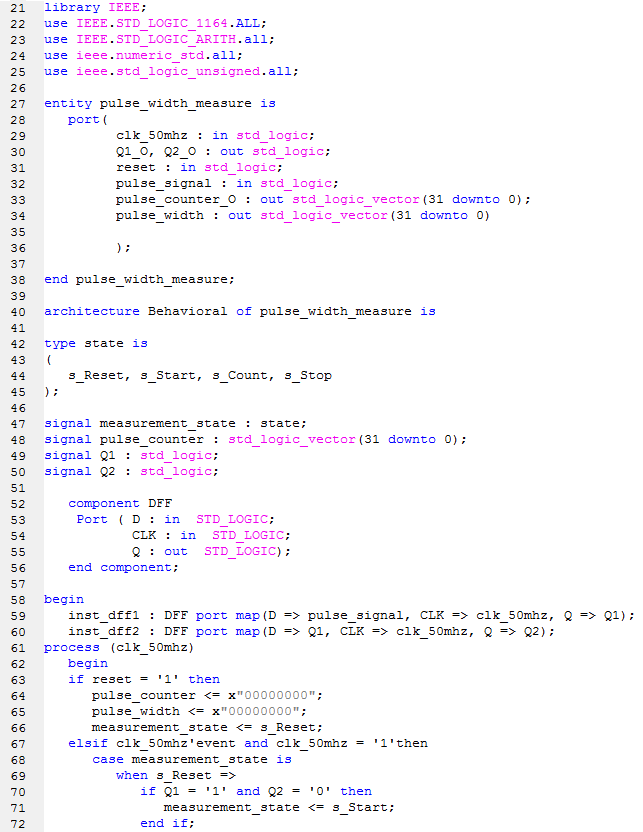 21 library IEEE;
22 use IEEE.STD_LOGIC_1164.ALL;
23 use IEEE.STD_LOGIC_ARITH.all;
24 use ieee.numeric_std.all;
25 use ieee.std_logic_unsigned.all;
26
27 entity pulse_width_measure is
28    port(
29          clk_50mhz : in std_logic;
30          Q1_O, Q2_O : out std_logic;
31          reset : in std_logic;
32          pulse_signal : in std_logic;
33          pulse_counter_O : out std_logic_vector(31 downto 0);
34          pulse_width : out std_logic_vector(31 downto 0)
35
36          );
37
38 end pulse_width_measure;
39
40 architecture Behavioral of pulse_width_measure is
41
42 type state is
43 (
44    s_Reset, s_Start, s_Count, s_Stop
45 );
46
47 signal measurement_state : state;
48 signal pulse_counter : std_logic_vector(31 downto 0);
49 signal Q1 : std_logic;
50 signal Q2 : std_logic;
51
52    component DFF
53     Port ( D : in  STD_LOGIC;
54            CLK : in  STD_LOGIC;
55            Q : out  STD_LOGIC);
56    end component;
57
58 begin
59    inst_dff1 : DFF port map(D => pulse_signal, CLK => clk_50mhz, Q => Q1);
60    inst_dff2 : DFF port map(D => Q1, CLK => clk_50mhz, Q => Q2);
61 process (clk_50mhz)
62    begin
63    if reset = '1' then
64       pulse_counter <= x"00000000";
65       pulse_width <= x"00000000";
66       measurement_state <= s_Reset;
67    elsif clk_50mhz'event and clk_50mhz = '1'then
68       case measurement_state is
69          when s_Reset =>
70             if Q1 = '1' and Q2 = '0' then
71                measurement_state <= s_Start;
72             end if;